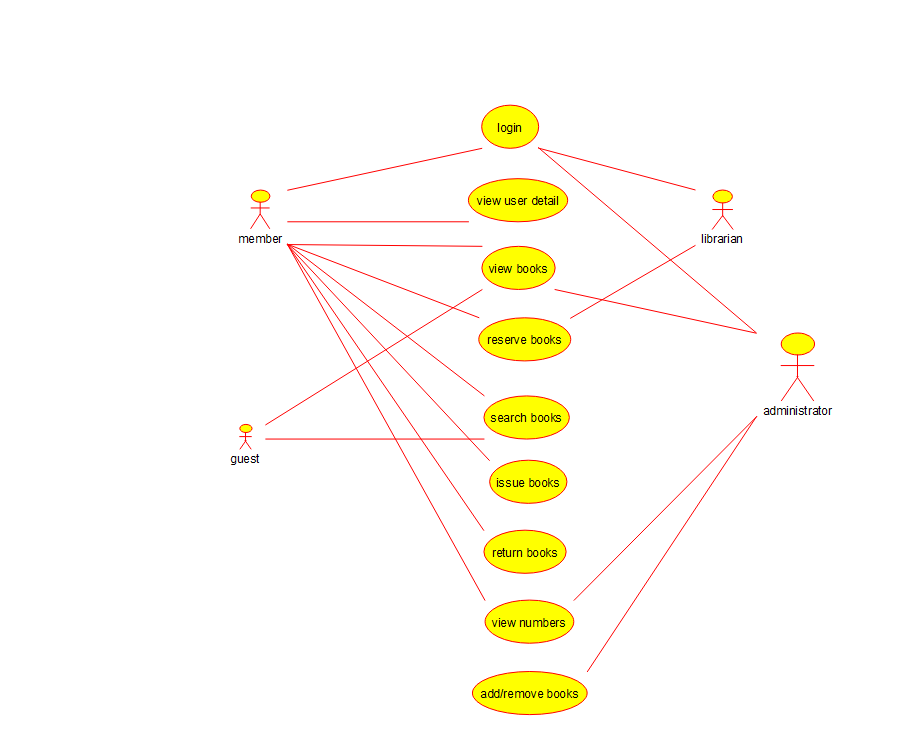 login
view user detail
member
librarian
view books
reserve books
administrator
search books
guest
issue books
return books
view numbers
add/remove books